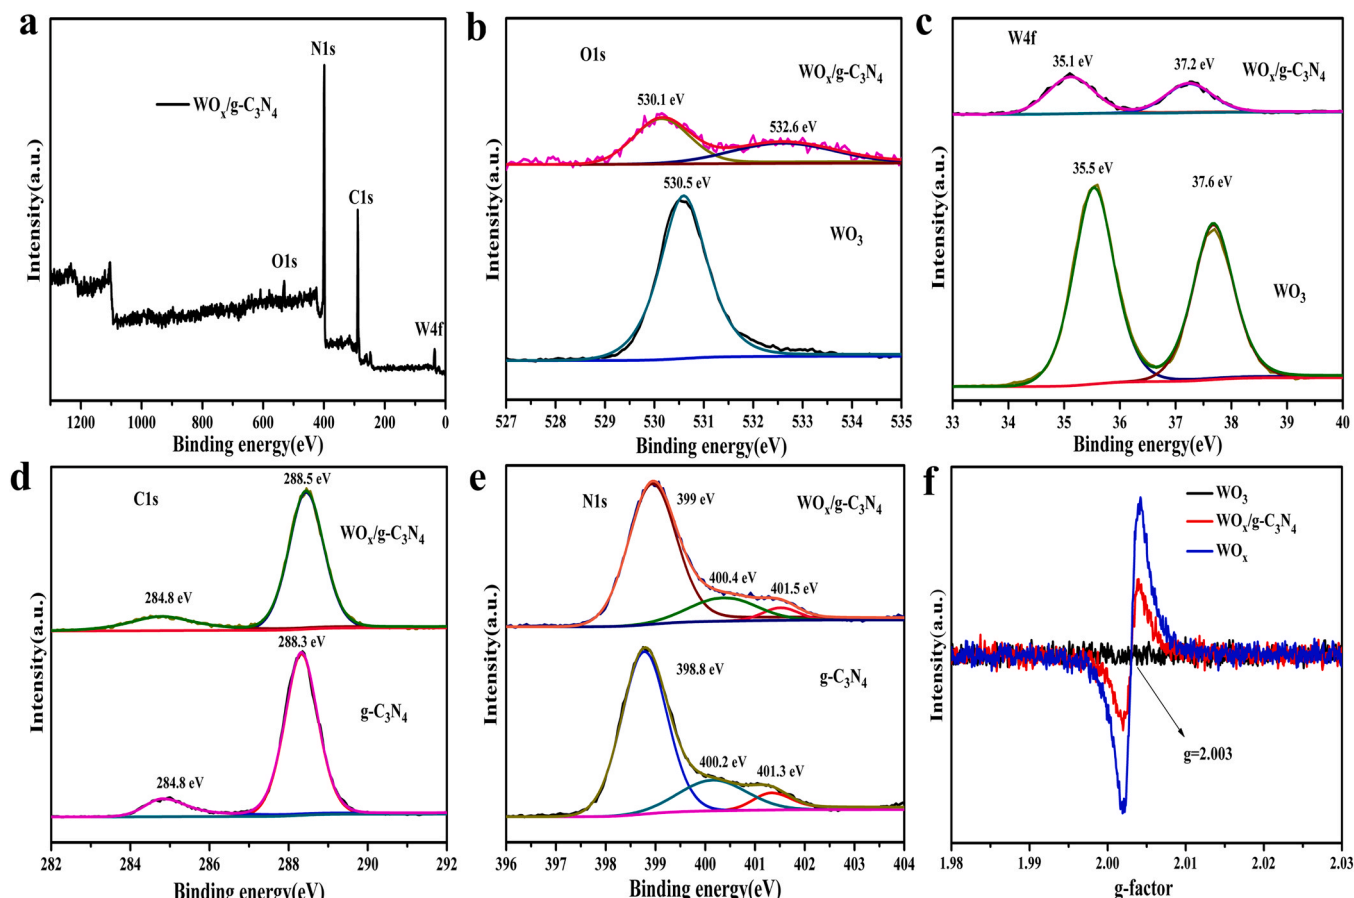 a
N1s
WOx/g-C3N4
C1s
O1s
W4f
Intensity(a.u.)
1200 1000 800 600 400 200 0
Binding energy(eV)
b
O1s
WOx/g-C3N4
530.1 eV
532.6 eV
530.5 eV
WO3
Intensity(a.u.)
527 528 529 530 531 532 533 534 535
Binding energy(eV)
c
W4f
35.1 eV
37.2 eV
WOx/g-C3N4
35.5 eV
37.6 eV
WO3
Intensity(a.u.)
33 34 35 36 37 38 39 40
Binding energy(eV)
d
C1s
288.5 eV
WOx/g-C3N4
284.8 eV
288.3 eV
g-C3N4
284.8 eV
Intensity(a.u.)
282 284 286 288 290 292
Binding energy(eV)
e
N1s
399 eV
WOx/g-C3N4
400.4 eV
401.5 eV
398.8 eV
g-C3N4
400.2 eV
401.3 eV
Intensity(a.u.)
396 397 398 399 400 401 402 403 404
Binding energy(eV)
f
WO3
WOx/g-C3N4
WOx
g=2.003
Intensity(a.u.)
1.98 1.99 2.00 2.01 2.02 2.03
g-factor